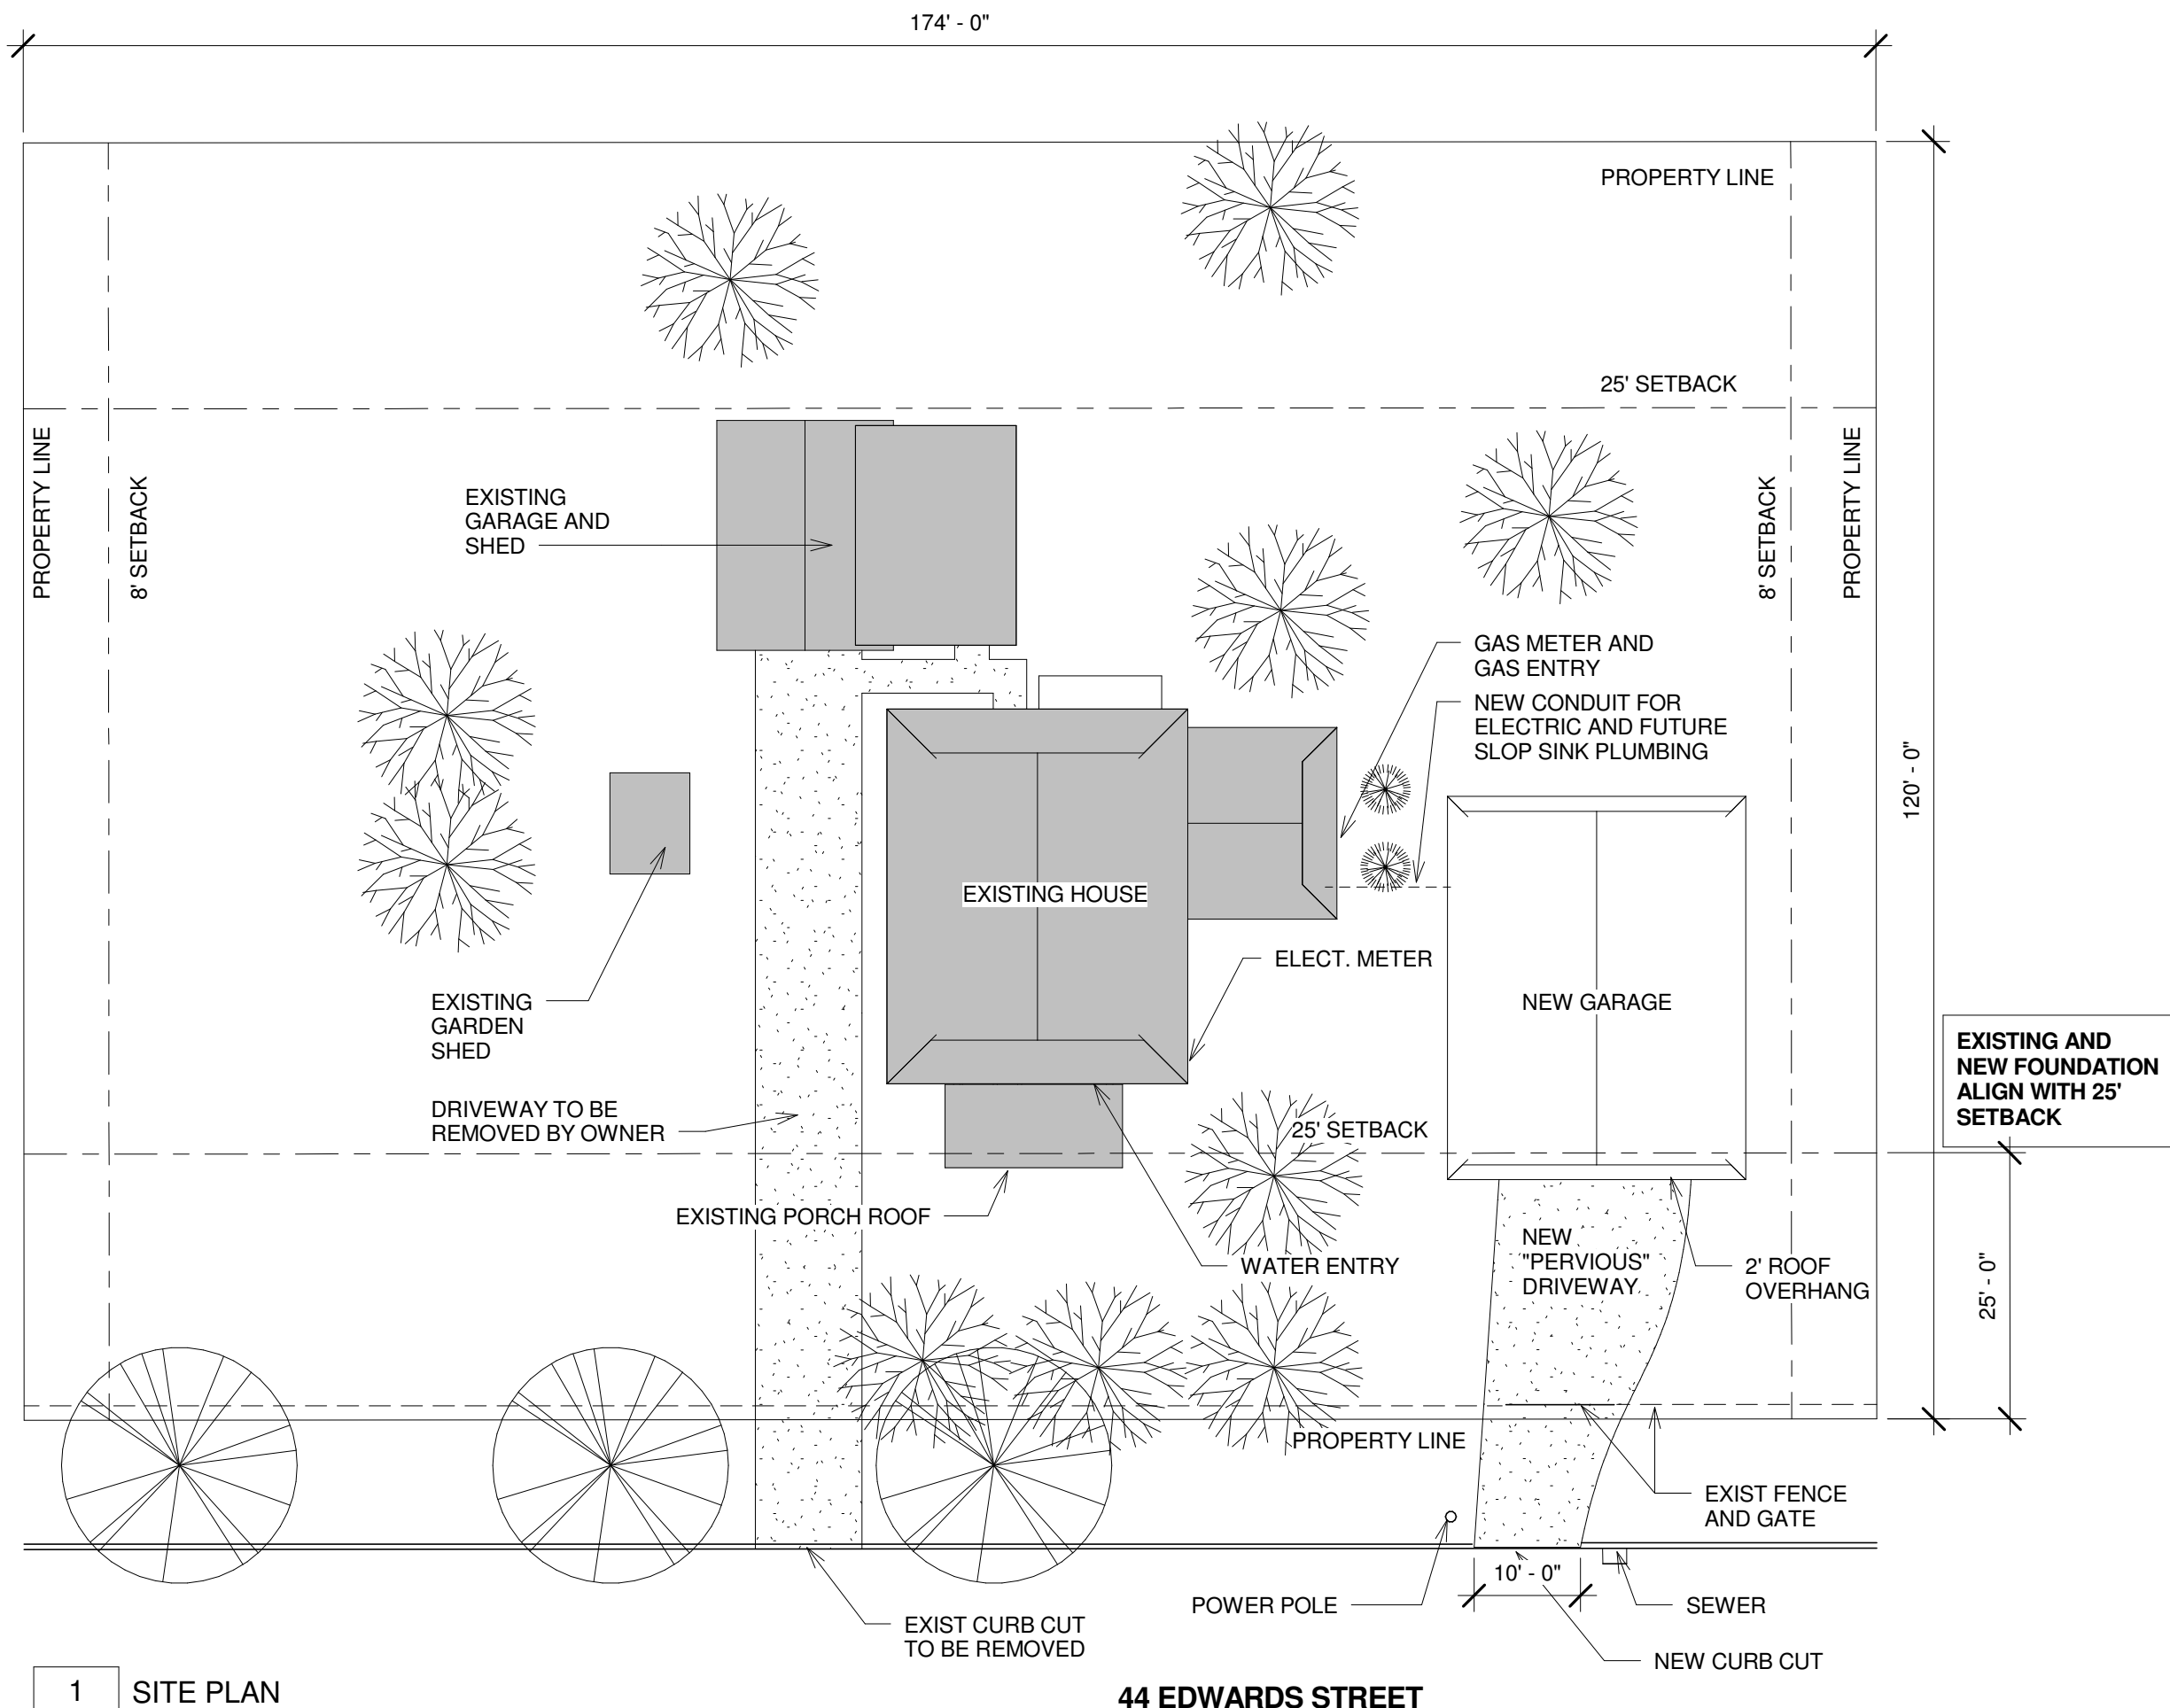 174' - 0"
PROPERTY LINE
25' SETBACK
PROPERTY LINE
8' SETBACK
EXISTING
GARAGE AND
SHED
8' SETBACK
PROPERTY LINE
GAS METER AND
GAS ENTRY
NEW CONDUIT FOR
ELECTRIC AND FUTURE
SLOP SINK PLUMBING
120' - 0"
EXISTING HOUSE
ELECT. METER
NEW GARAGE
EXISTING
GARDEN
SHED
EXISTING AND
NEW FOUNDATION
ALIGN WITH 25'
SETBACK
DRIVEWAY TO BE
REMOVED BY OWNER
25' SETBACK
EXISTING PORCH ROOF
WATER ENTRY
NEW
"PERVIOUS"
DRIVEWAY
2' ROOF
OVERHANG
25' - 0"
PROPERTY LINE
EXIST FENCE
AND GATE
10' - 0"
POWER POLE
SEWER
EXIST CURB CUT
TO BE REMOVED
NEW CURB CUT
1
SITE PLAN
44 EDWARDS STREET